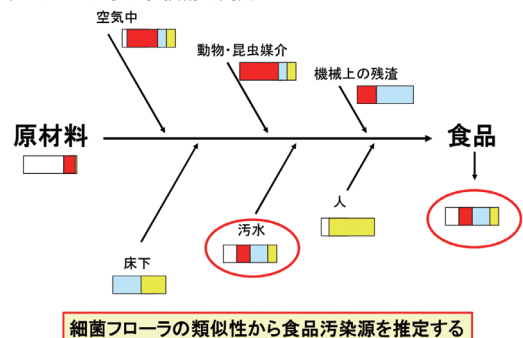 空気中
動物・昆虫媒介
機械上の残渣
原材料
食品
人
汚水
床下
細菌フローラの類似性から食品汚染源を推定する